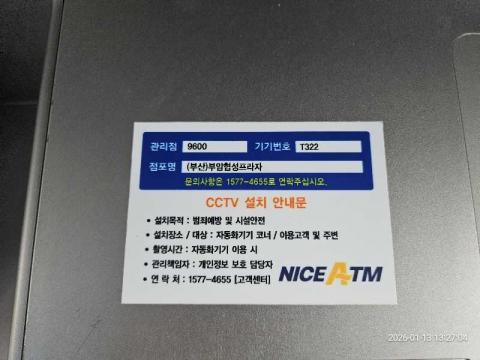 관리점 9600 기기번호 T322
점포명 (부산)부암협성프라자
문의사항은 1577-4655로 연락주십시오.
CCTV 설치 안내문
• 설치목적 : 범죄예방 및 시설안전
• 설치장소 / 대상 : 자동화기기 코너 / 이용고객 및 주변
• 촬영시간 : 자동화기기 이용 시
• 관리책임자 : 개인정보 보호 담당자
• 연 락 처 : 1577-4655 [고객센터]
NICE ATM
2026-01-13 13:27:04